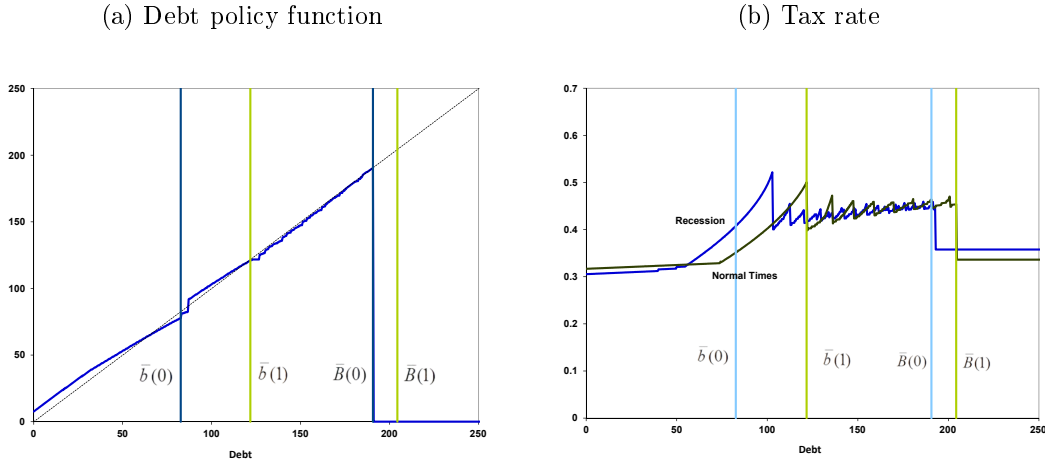 (a) Debt policy function
250
200
150
100
50
0
0 50 100 150 200 250
Debt
b̅(0)
b̅(1)
B̅(0)
B̅(1)
(b) Tax rate
0.7
0.6
0.5
0.4
0.3
0.2
0.1
0
0 50 100 150 200 250
Debt
Recession
Normal Times
b̅(0)
b̅(1)
B̅(0)
B̅(1)